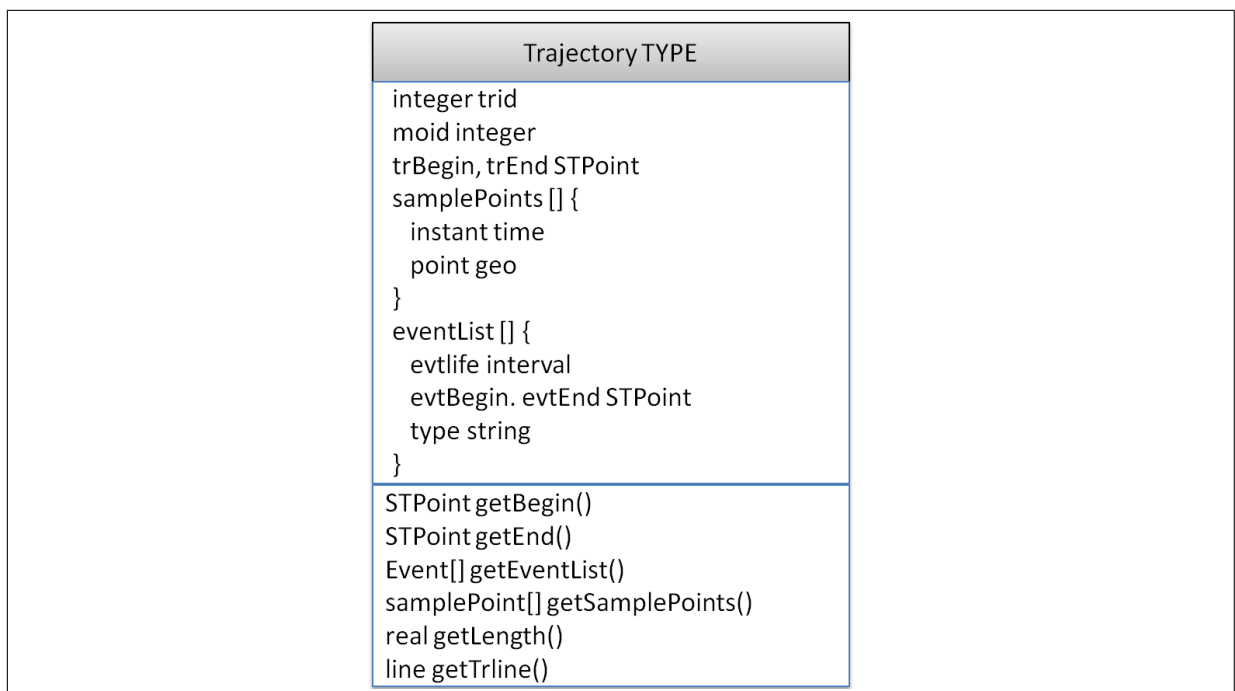 Trajectory TYPE
integer trid
moid integer
trBegin, trEnd STPoint
samplePoints [] {
instant time
point geo
}
eventList [] {
evtlife interval
evtBegin. evtEnd STPoint
type string
}
STPoint getBegin()
STPoint getEnd()
Event[] getEventList()
samplePoint[] getSamplePoints()
real getLength()
line getTrline()